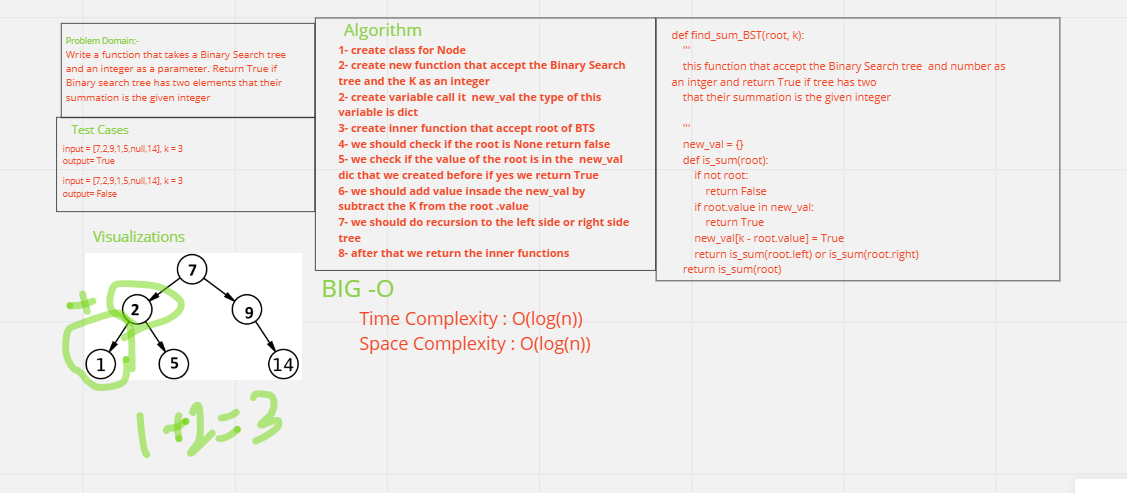 Problem Domain:-
Write a function that takes a Binary Search tree
and an integer as a parameter. Return True if
Binary search tree has two elements that their
summation is the given integer
Test Cases
input = [7,2,9,1,5,null,14], k = 3
output= True
input = [7,2,9,1,5,null,14], k = 3
output= False
Visualizations
7
2
9
1
5
14
+
1+2=3
Algorithm
1- create class for Node
2- create new function that accept the Binary Search
tree and the K as an integer
2- create variable call it new_val the type of this
variable is dict
3- create inner function that accept root of BTS
4- we should check if the root is None return false
5- we check if the value of the root is in the new_val
dic that we created before if yes we return True
6- we should add value insade the new_val by
subtract the K from the root .value
7- we should do recursion to the left side or right side
tree
8- after that we return the inner functions
BIG -O
Time Complexity : O(log(n))
Space Complexity : O(log(n))
def find_sum_BST(root, k):
'''
this function that accept the Binary Search tree and number as
an intger and return True if tree has two
that their summation is the given integer
'''
new_val = {}
def is_sum(root):
if not root:
return False
if root.value in new_val:
return True
new_val[k - root.value] = True
return is_sum(root.left) or is_sum(root.right)
return is_sum(root)